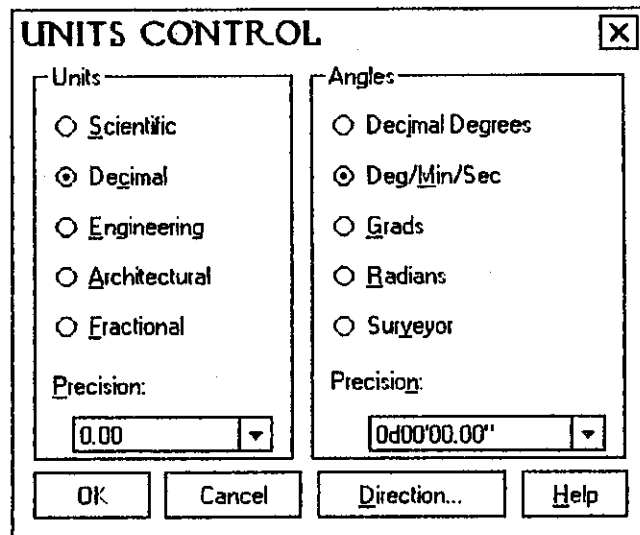 UNITS CONTROL
Units
Scientific
Decimal
Engineering
Architectural
Fractional
Precision:
0.00
Angles
Decimal Degrees
Deg/Min/Sec
Grads
Radians
Surveyor
Precision:
0d00'00.00"
OK
Cancel
Direction...
Help